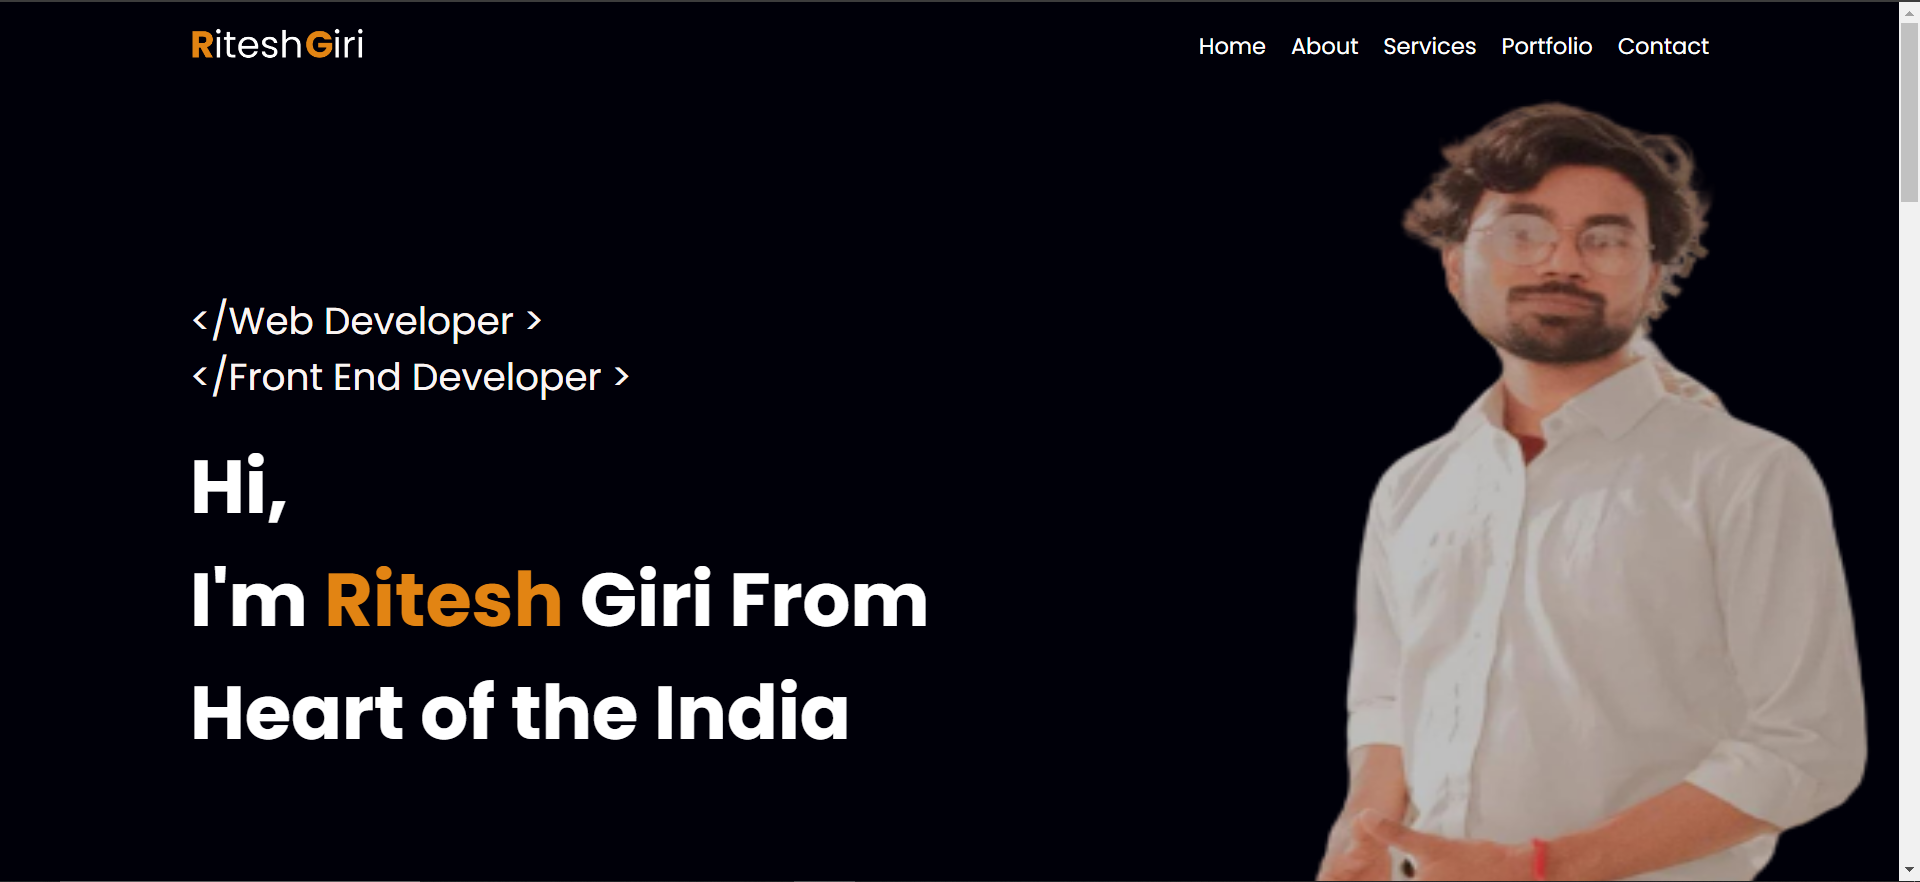 RiteshGiri
Home About Services Portfolio Contact
</Web Developer >
</Front End Developer >
Hi,
I'm Ritesh Giri From
Heart of the India